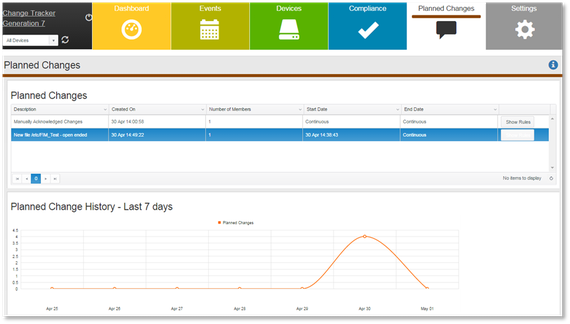 Change Tracker
Generation 7
All Devices
Dashboard
Events
Devices
Compliance
Planned Changes
Settings
Planned Changes
Planned Changes
Description Created On Number of Members Start Date End Date
Manually Acknowledged Changes 30 Apr 14:00:58 1 Continuous Continuous Show Rules
New file /etc/FIM_Test - open ended 30 Apr 14:49:22 1 30 Apr 14:38:43 Continuous
0
No items to display
Planned Change History - Last 7 days
Planned Changes
4.5
4
3.5
3
2.5
2
1.5
1
0.5
0
Apr 25 Apr 26 Apr 27 Apr 28 Apr 29 Apr 30 May 01